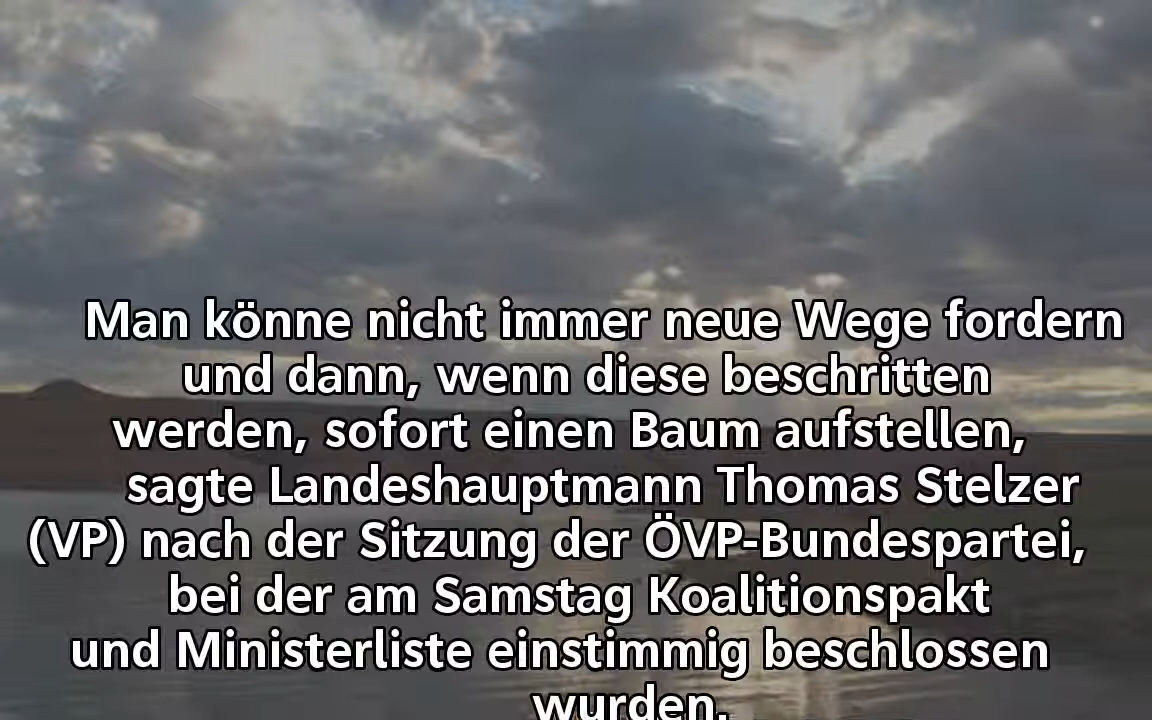 Man könne nicht immer neue Wege fordern
und dann, wenn diese beschritten
werden, sofort einen Baum aufstellen,
sagte Landeshauptmann Thomas Stelzer
(VP) nach der Sitzung der ÖVP-Bundespartei,
bei der am Samstag Koalitionspakt
und Ministerliste einstimmig beschlossen
wurden.